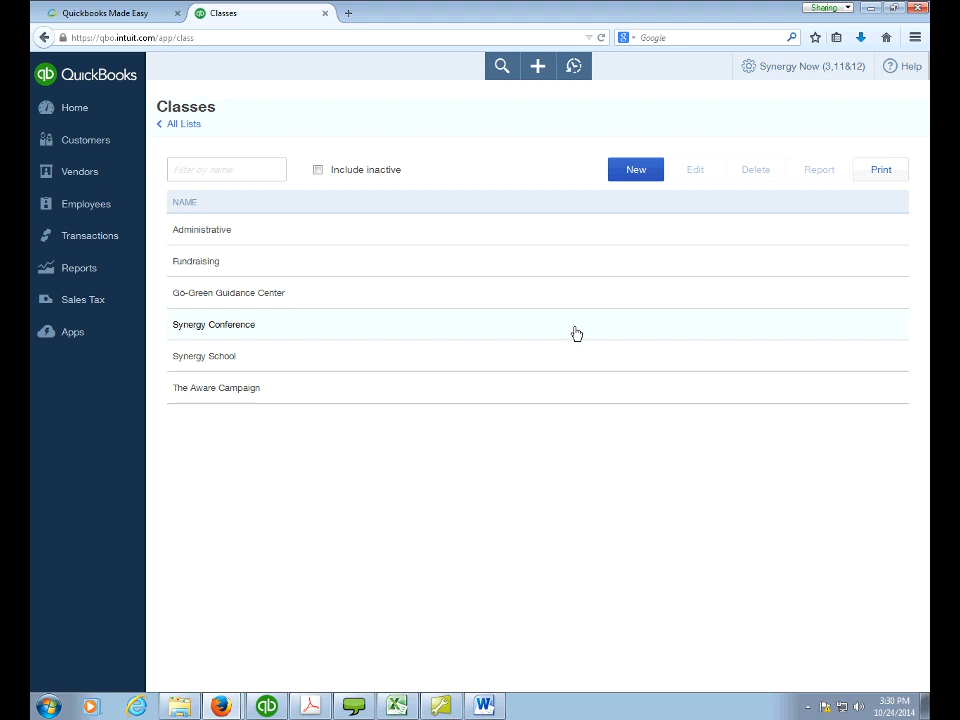 Quickbooks Made Easy
Classes
Sharing
https://qbo.intuit.com/app/class
Google
QuickBooks
Synergy Now (3,11&12)
Help
Home
Customers
Vendors
Employees
Transactions
Reports
Sales Tax
Apps
Classes
All Lists
Filter by name
Include inactive
New
Edit
Delete
Report
Print
NAME
Administrative
Fundraising
Go-Green Guidance Center
Synergy Conference
Synergy School
The Aware Campaign
3:30 PM
10/24/2014